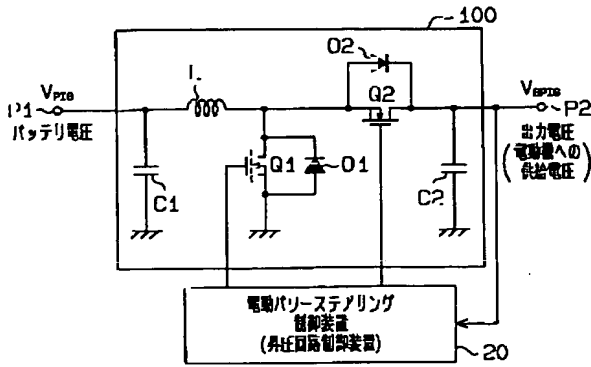 100
D2
L
VPIG
P1
バッテリ電圧
Q2
VBPIG
P2
出力電圧
(電動機への
供給電圧)
Q1
D1
C1
C2
電動パワーステアリング
制御装置
(昇圧回路制御装置)
20